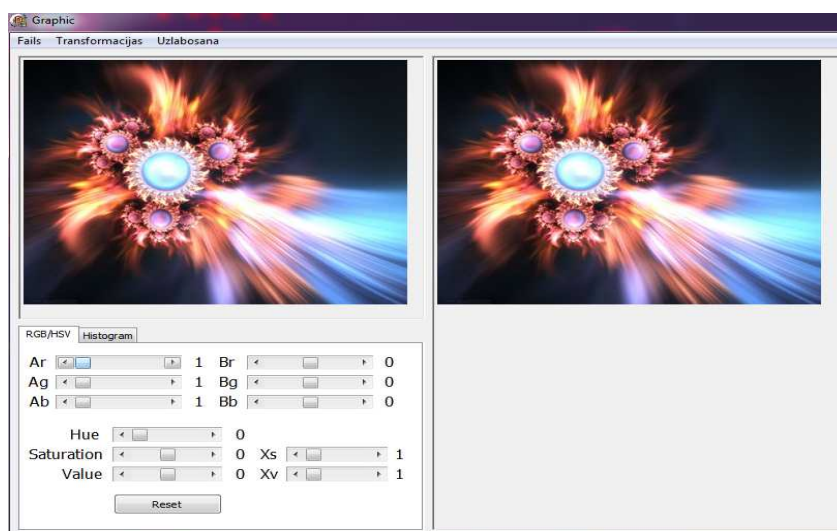 Graphic
Fails Transformacijas Uzlabosana
RGB/HSV Histogram
Ar 1 Br 0
Ag 1 Bg 0
Ab 1 Bb 0
Hue 0
Saturation 0 Xs 1
Value 0 Xv 1
Reset